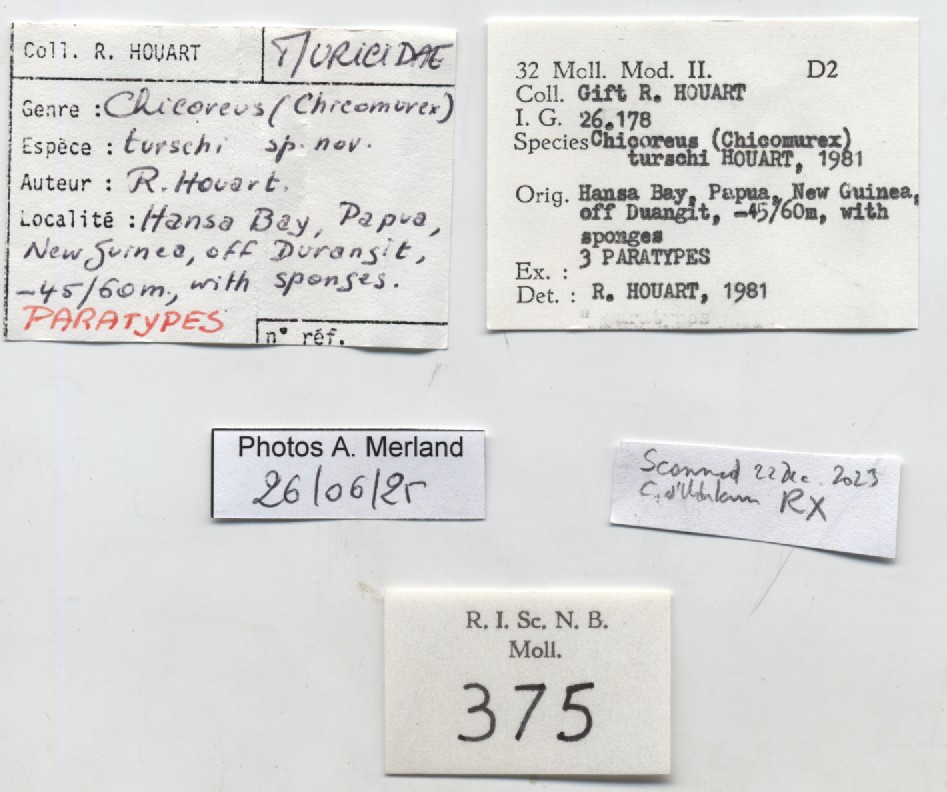 Coll. R. HOUART
MURICIDAE
Genre : Chicoreus (Chicomurex)
Espèce : turschi sp. nov.
Auteur : R. Houart.
Localité : Hansa Bay, Papua,
New Guinea, off Durangit,
-45/60m, with sponges.
PARATYPES
n° réf.
32 Moll. Mod. II. D2
Coll. Gift R. HOUART
I. G. 26.178
Species Chicoreus (Chicomurex)
turschi HOUART, 1981
Orig. Hansa Bay, Papua, New Guinea,
off Duangit, -45/60m, with
sponges
3 PARATYPES
Ex. :
Det. : R. HOUART, 1981
Photos A. Merland
26/06/25
Scanned 22 Dec. 2023
RX
R. I. Sc. N. B.
Moll.
375